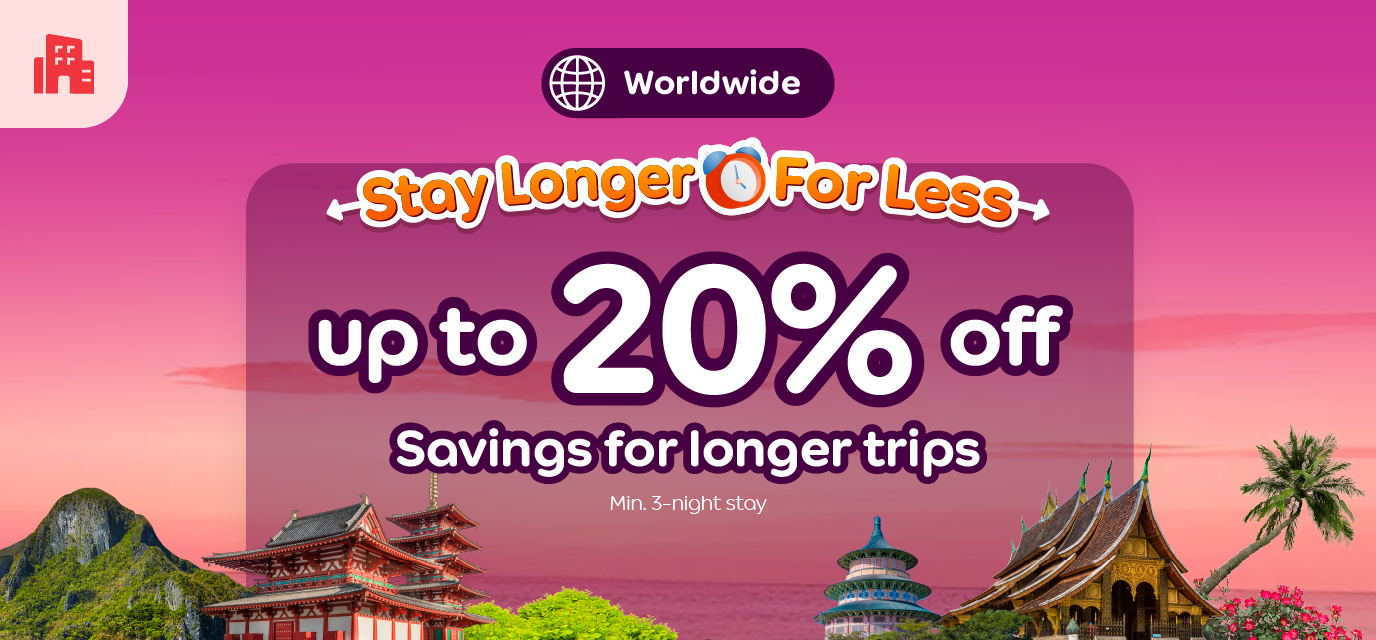 Worldwide
Stay Longer For Less
up to 20% off
Savings for longer trips
Min. 3-night stay